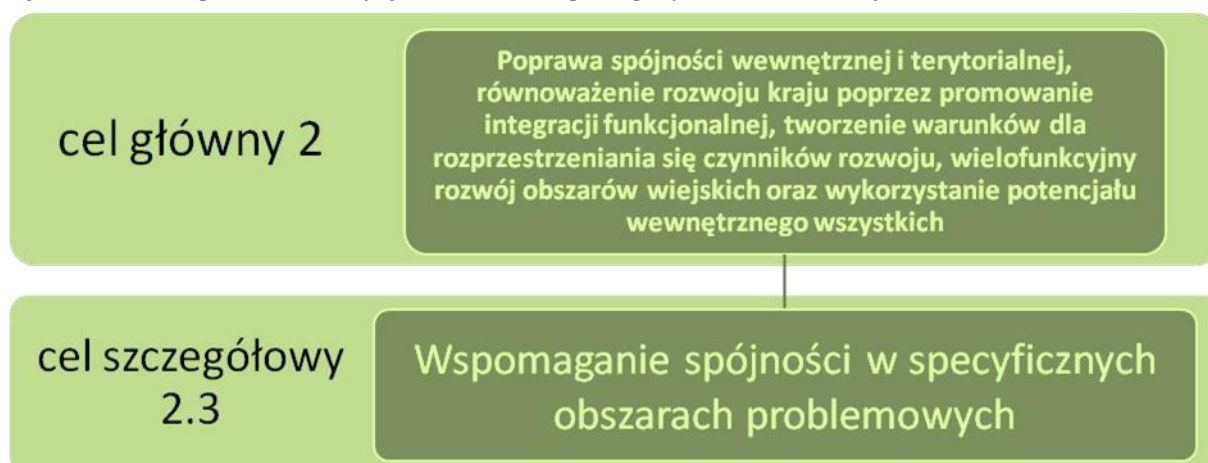 cel główny 2
Poprawa spójności wewnętrznej i terytorialnej,
równoważenie rozwoju kraju poprzez promowanie
integracji funkcjonalnej, tworzenie warunków dla
rozprzestrzeniania się czynników rozwoju, wielofunkcyjny
rozwój obszarów wiejskich oraz wykorzystanie potencjału
wewnętrznego wszystkich
cel szczegółowy
2.3
Wspomaganie spójności w specyficznych
obszarach problemowych